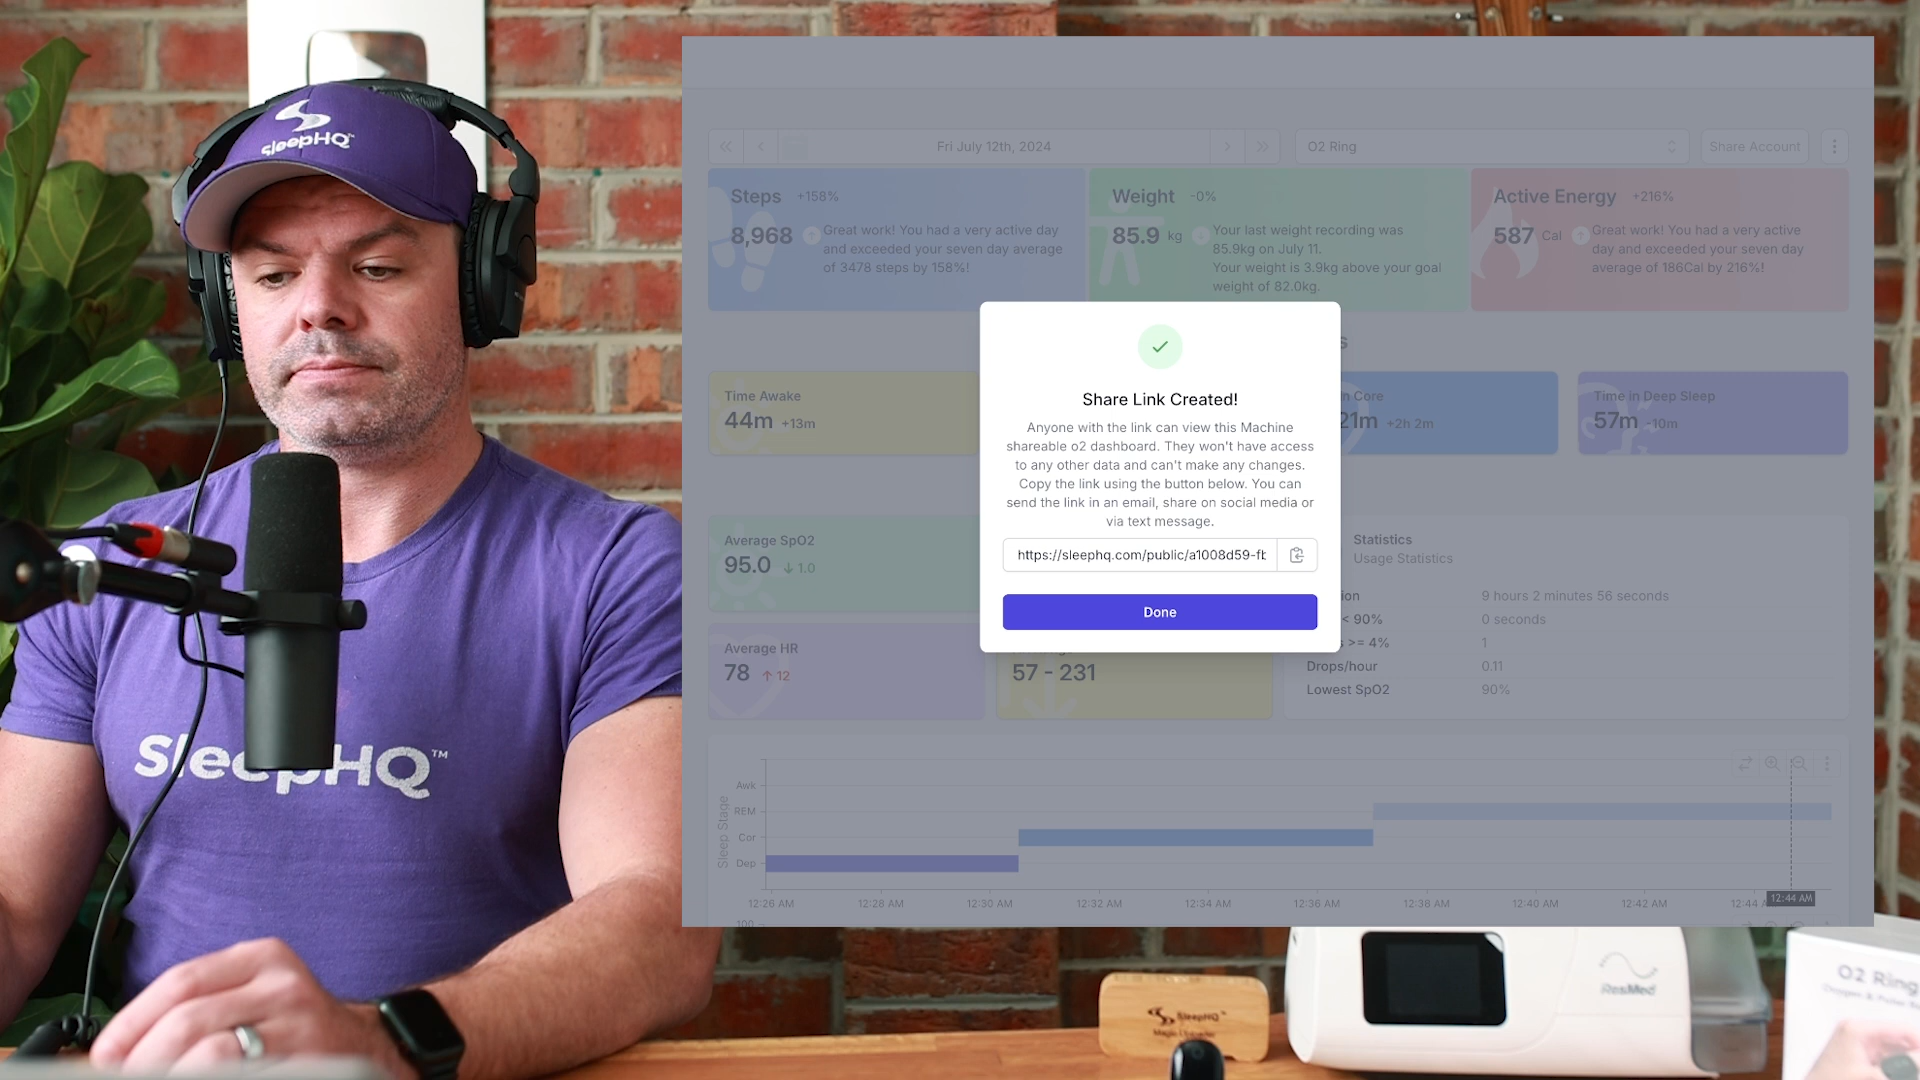 sleepHQ™
SleepHQ™
Fri July 12th, 2024
O2 Ring
Share Account
Steps +158%
8,968
Great work! You had a very active day
and exceeded your seven day average
of 3478 steps by 158%!
Weight -0%
85.9 kg
Your last weight recording was
85.9kg on July 11.
Your weight is 3.9kg above your goal
weight of 82.0kg.
Active Energy +216%
587 Cal
Great work! You had a very active day
and exceeded your seven day
average of 186Cal by 216%!
Time Awake
44m +13m
n Core
21m +2h 2m
Time in Deep Sleep
57m -10m
Share Link Created!
Anyone with the link can view this Machine
shareable o2 dashboard. They won't have access
to any other data and can't make any changes.
Copy the link using the button below. You can
send the link in an email, share on social media or
via text message.
https://sleephq.com/public/a1008d59-fb
Done
Average SpO2
95.0 ↓ 1.0
Average HR
78 ↑ 12
57 - 231
Statistics
Usage Statistics
ion 9 hours 2 minutes 56 seconds
< 90% 0 seconds
>= 4% 1
Drops/hour 0.11
Lowest SpO2 90%
Sleep Stage
Awk
REM
Cor
Dep
12:26 AM 12:28 AM 12:30 AM 12:32 AM 12:34 AM 12:36 AM 12:38 AM 12:40 AM 12:42 AM 12:44 A
12:44 AM
100
ResMed
SleepHQ™
Magic Uploader
O2 Ring